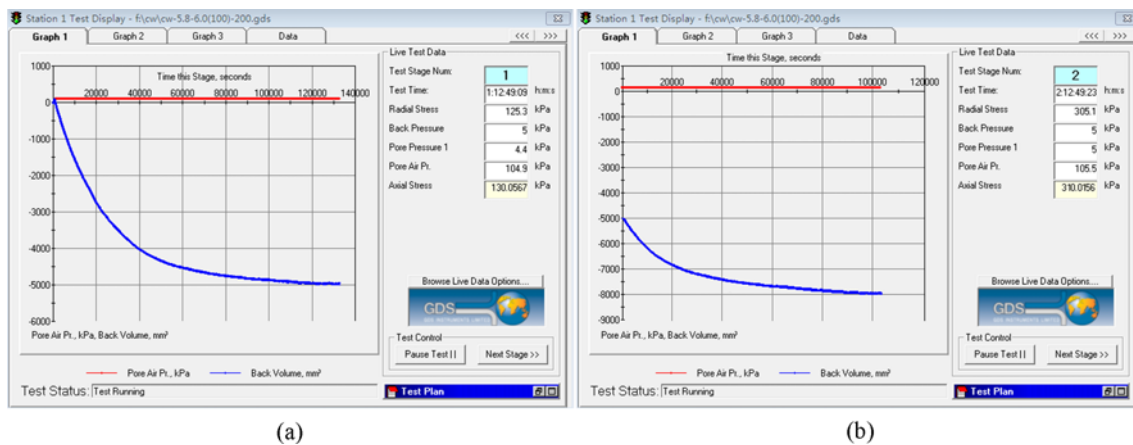 Station 1 Test Display - f:\cw\cw-5.8-6.0(100)-200.gds
Graph 1 Graph 2 Graph 3 Data <<< >>>
Time this Stage, seconds
20000 40000 60000 80000 100000 120000 140000
1000
0
-1000
-2000
-3000
-4000
-5000
-6000
Pore Air Pr., kPa, Back Volume, mm³
Pore Air Pr., kPa Back Volume, mm³
Live Test Data
Test Stage Num: 1
Test Time: 1:12:49:09 h:m:s
Radial Stress 125.3 kPa
Back Pressure 5 kPa
Pore Pressure 1 4.4 kPa
Pore Air Pr. 104.9 kPa
Axial Stress 130.0567 kPa
Browse Live Data Options....
GDS
GDS INSTRUMENTS LIMITED
Test Control
Pause Test || Next Stage >>
Test Status: Test Running
Test Plan
(a)
Station 1 Test Display - f:\cw\cw-5.8-6.0(100)-200.gds
Graph 1 Graph 2 Graph 3 Data <<< >>>
Time this Stage, seconds
20000 40000 60000 80000 100000 120000
1000
0
-1000
-2000
-3000
-4000
-5000
-6000
-7000
-8000
-9000
Pore Air Pr., kPa, Back Volume, mm³
Pore Air Pr., kPa Back Volume, mm³
Live Test Data
Test Stage Num: 2
Test Time: 2:12:49:23 h:m:s
Radial Stress 305.1 kPa
Back Pressure 5 kPa
Pore Pressure 1 5 kPa
Pore Air Pr. 105.5 kPa
Axial Stress 310.0156 kPa
Browse Live Data Options....
GDS
GDS INSTRUMENTS LIMITED
Test Control
Pause Test || Next Stage >>
Test Status: Test Running
Test Plan
(b)